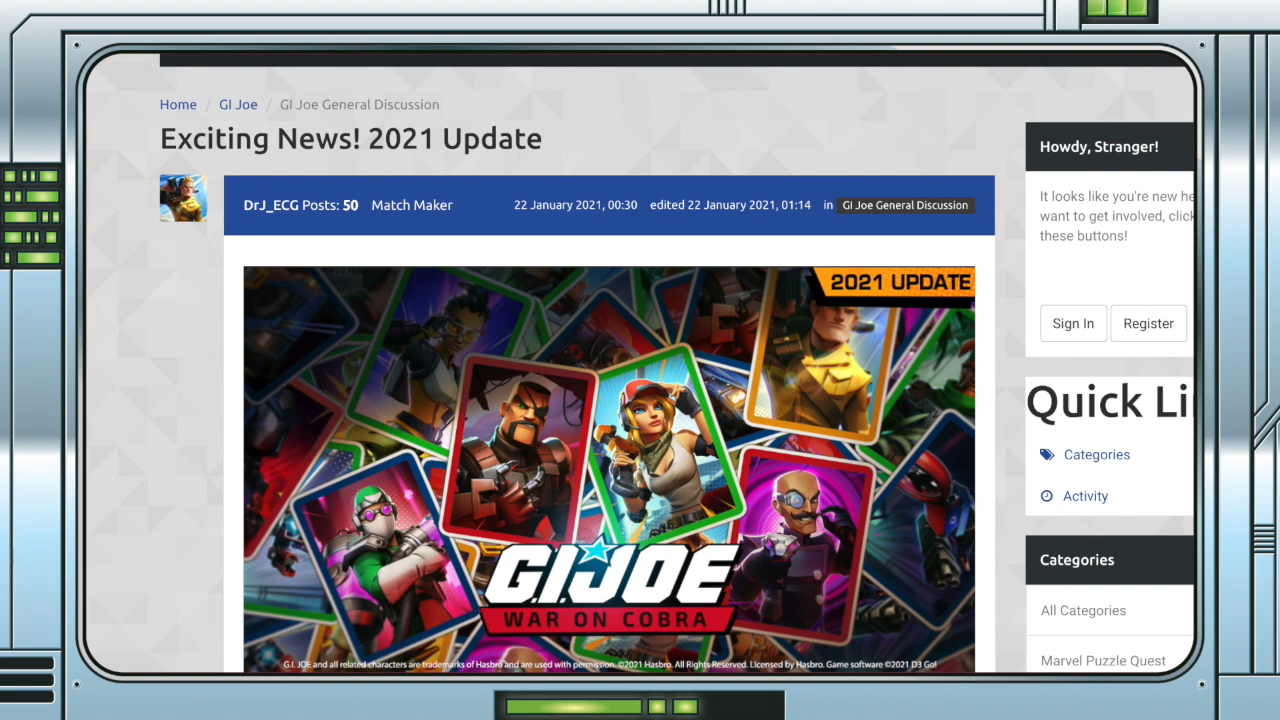 Home / GI Joe / GI Joe General Discussion
Exciting News! 2021 Update
DrJ_ECG Posts: 50 Match Maker 22 January 2021, 00:30 edited 22 January 2021, 01:14 in GI Joe General Discussion
2021 UPDATE
G.I.JOE
WAR ON COBRA
G.I. JOE and all related characters are trademarks of Hasbro and are used with permission. ©2021 Hasbro. All Rights Reserved. Licensed by Hasbro. Game software ©2021 D3 Go!
Howdy, Stranger!
It looks like you're new he
want to get involved, click
these buttons!
Sign In Register
Quick Li
Categories
Activity
Categories
All Categories
Marvel Puzzle Quest